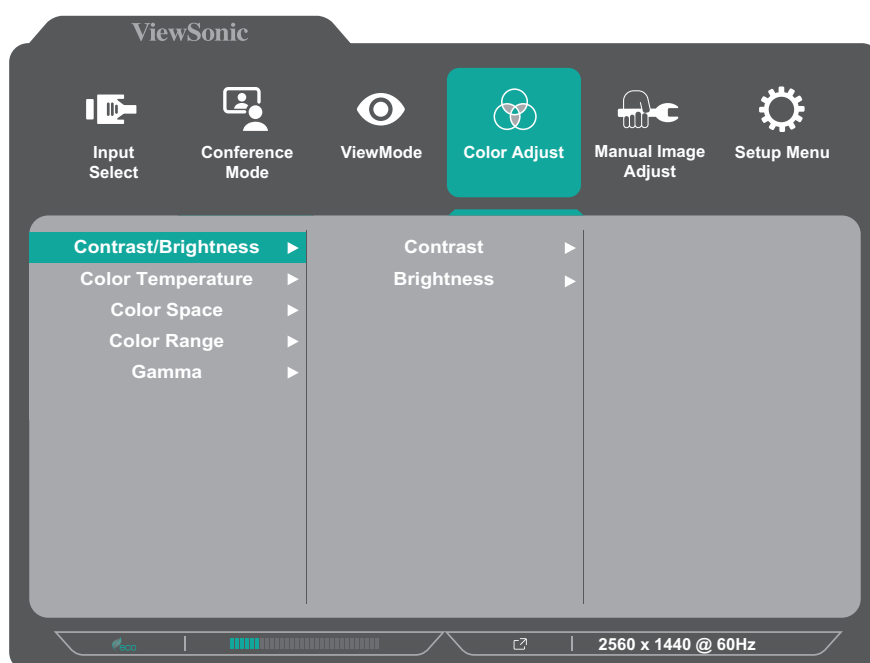 ViewSonic
Input
Select
Conference
Mode
ViewMode
Color Adjust
Manual Image
Adjust
Setup Menu
Contrast/Brightness
Color Temperature
Color Space
Color Range
Gamma
Contrast
Brightness
eco
2560 x 1440 @ 60Hz